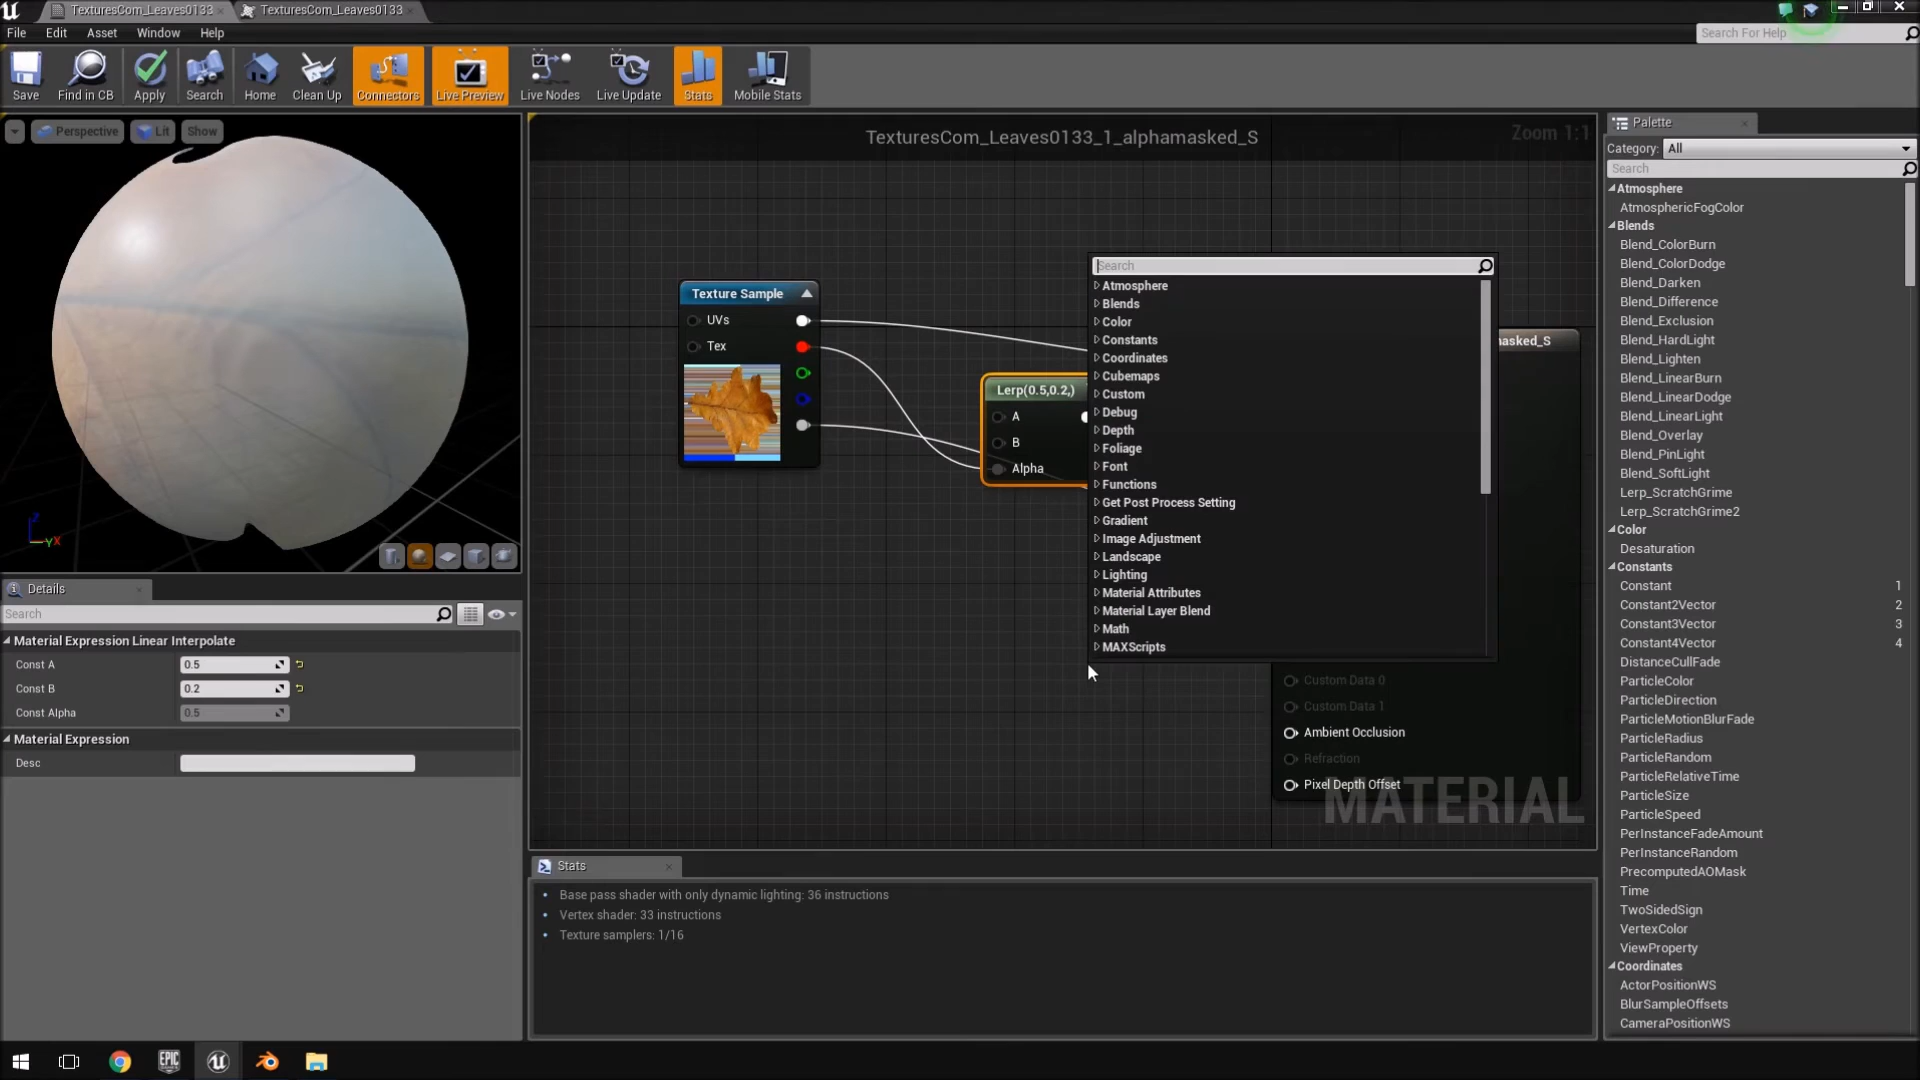 TexturesCom_Leaves0133
TexturesCom_Leaves0133
File
Edit
Asset
Window
Help
Search For Help
Save
Find in CB
Apply
Search
Home
Clean Up
Connectors
Live Preview
Live Nodes
Live Update
Stats
Mobile Stats
Perspective
Lit
Show
Z
Y
X
Details
Search
Material Expression Linear Interpolate
Const A
0.5
Const B
0.2
Const Alpha
0.5
Material Expression
Desc
TexturesCom_Leaves0133_1_alphamasked_S
Zoom 1:1
Texture Sample
UVs
Tex
Lerp(0.5,0.2,)
A
B
Alpha
Search
Atmosphere
Blends
Color
Constants
Coordinates
Cubemaps
Custom
Debug
Depth
Foliage
Font
Functions
Get Post Process Setting
Gradient
Image Adjustment
Landscape
Lighting
Material Attributes
Material Layer Blend
Math
MAXScripts
masked_S
Custom Data 0
Custom Data 1
Ambient Occlusion
Refraction
Pixel Depth Offset
MATERIAL
Stats
Base pass shader with only dynamic lighting: 36 instructions
Vertex shader: 33 instructions
Texture samplers: 1/16
Palette
Category: All
Search
Atmosphere
AtmosphericFogColor
Blends
Blend_ColorBurn
Blend_ColorDodge
Blend_Darken
Blend_Difference
Blend_Exclusion
Blend_HardLight
Blend_Lighten
Blend_LinearBurn
Blend_LinearDodge
Blend_LinearLight
Blend_Overlay
Blend_PinLight
Blend_SoftLight
Lerp_ScratchGrime
Lerp_ScratchGrime2
Color
Desaturation
Constants
Constant 1
Constant2Vector 2
Constant3Vector 3
Constant4Vector 4
DistanceCullFade
ParticleColor
ParticleDirection
ParticleMotionBlurFade
ParticleRadius
ParticleRandom
ParticleRelativeTime
ParticleSize
ParticleSpeed
PerInstanceFadeAmount
PerInstanceRandom
PrecomputedAOMask
Time
TwoSidedSign
VertexColor
ViewProperty
Coordinates
ActorPositionWS
BlurSampleOffsets
CameraPositionWS
EPIC
GAMES